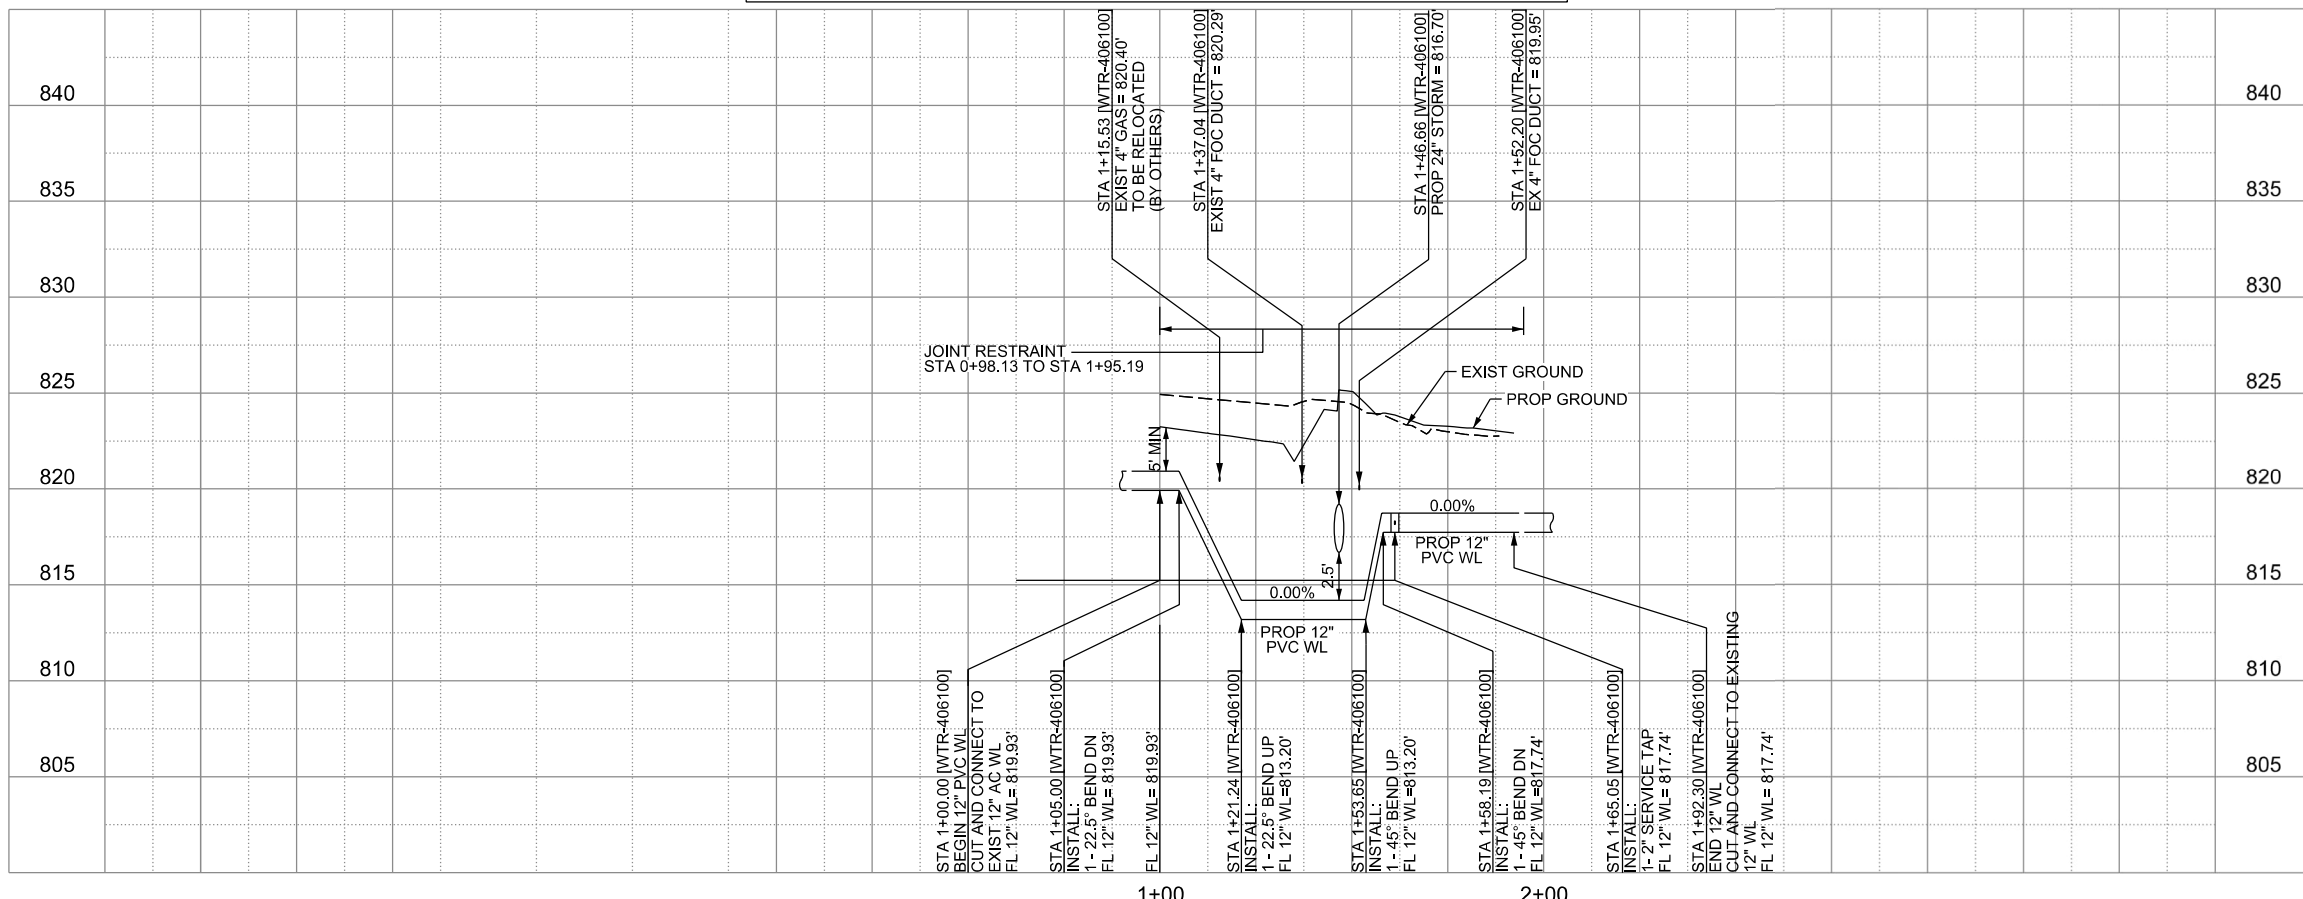 STA 1+15.53 [WTR-406100]
EXIST 4" GAS = 820.40'
TO BE RELOCATED
(BY OTHERS)
STA 1+37.04 [WTR-406100]
EXIST 4" FOC DUCT = 820.29'
STA 1+46.66 [WTR-406100]
PROP 24" STORM = 816.70'
STA 1+52.20 [WTR-406100]
EX 4" FOC DUCT = 819.95'
840
840
835
835
830
830
JOINT RESTRAINT
STA 0+98.13 TO STA 1+95.19
825
825
EXIST GROUND
PROP GROUND
5' MIN
820
820
0.00%
PROP 12"
PVC WL
2.5'
815
815
0.00%
PROP 12"
PVC WL
810
810
805
805
STA 1+00.00 [WTR-406100]
BEGIN 12" PVC WL
CUT AND CONNECT TO
EXIST 12" AC WL
FL 12" WL= 819.93'
STA 1+05.00 [WTR-406100]
INSTALL:
1 - 22.5° BEND DN
FL 12" WL= 819.93'
FL 12" WL= 819.93'
STA 1+21.24 [WTR-406100]
INSTALL:
1 - 22.5° BEND UP
FL 12" WL=813.20'
STA 1+53.65 [WTR-406100]
INSTALL:
1 - 45° BEND UP
FL 12" WL=813.20'
STA 1+58.19 [WTR-406100]
INSTALL:
1 - 45° BEND DN
FL 12" WL=817.74'
STA 1+65.05 [WTR-406100]
INSTALL:
1- 2" SERVICE TAP
FL 12" WL= 817.74'
STA 1+92.30 [WTR-406100]
END 12" WL
CUT AND CONNECT TO EXISTING
12" WL
FL 12" WL= 817.74'
1+00
2+00